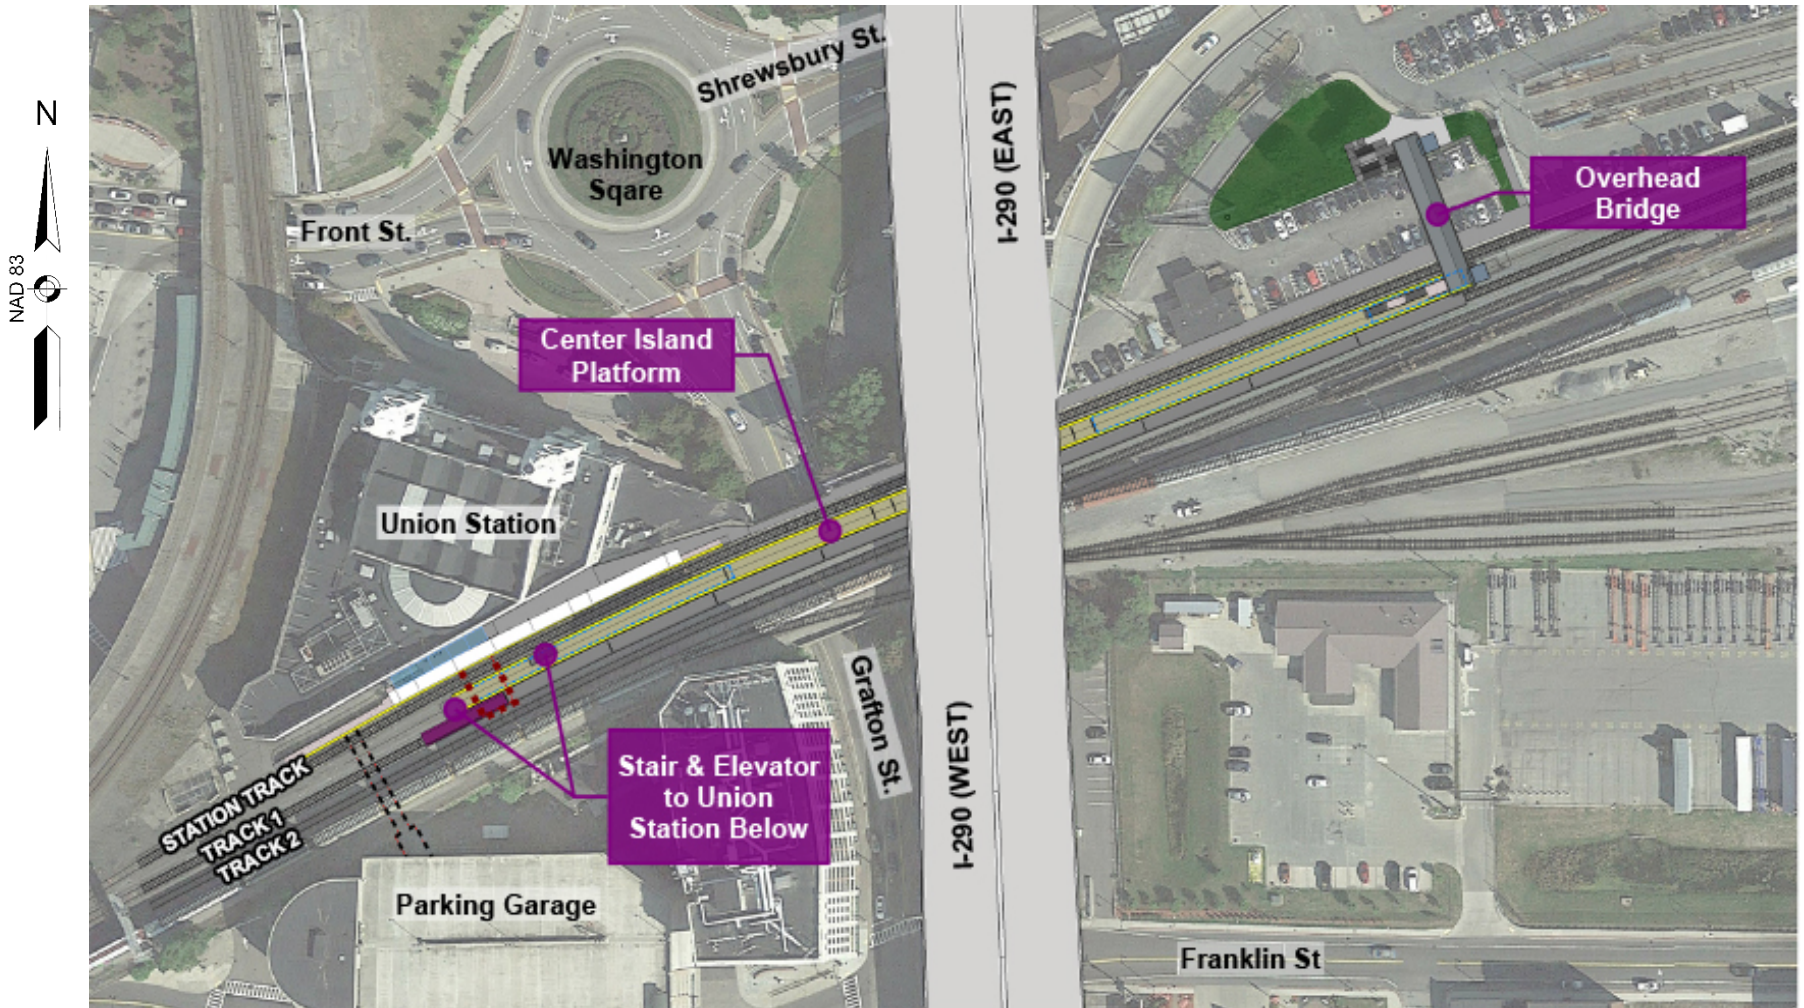 N
NAD 83
Shrewsbury St.
Washington
Sqare
Front St.
I-290 (EAST)
Overhead
Bridge
Center Island
Platform
Union Station
Grafton St.
Stair & Elevator
to Union
Station Below
I-290 (WEST)
STATION TRACK
TRACK 1
TRACK 2
Parking Garage
Franklin St